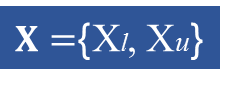 X ={Xl, Xu}